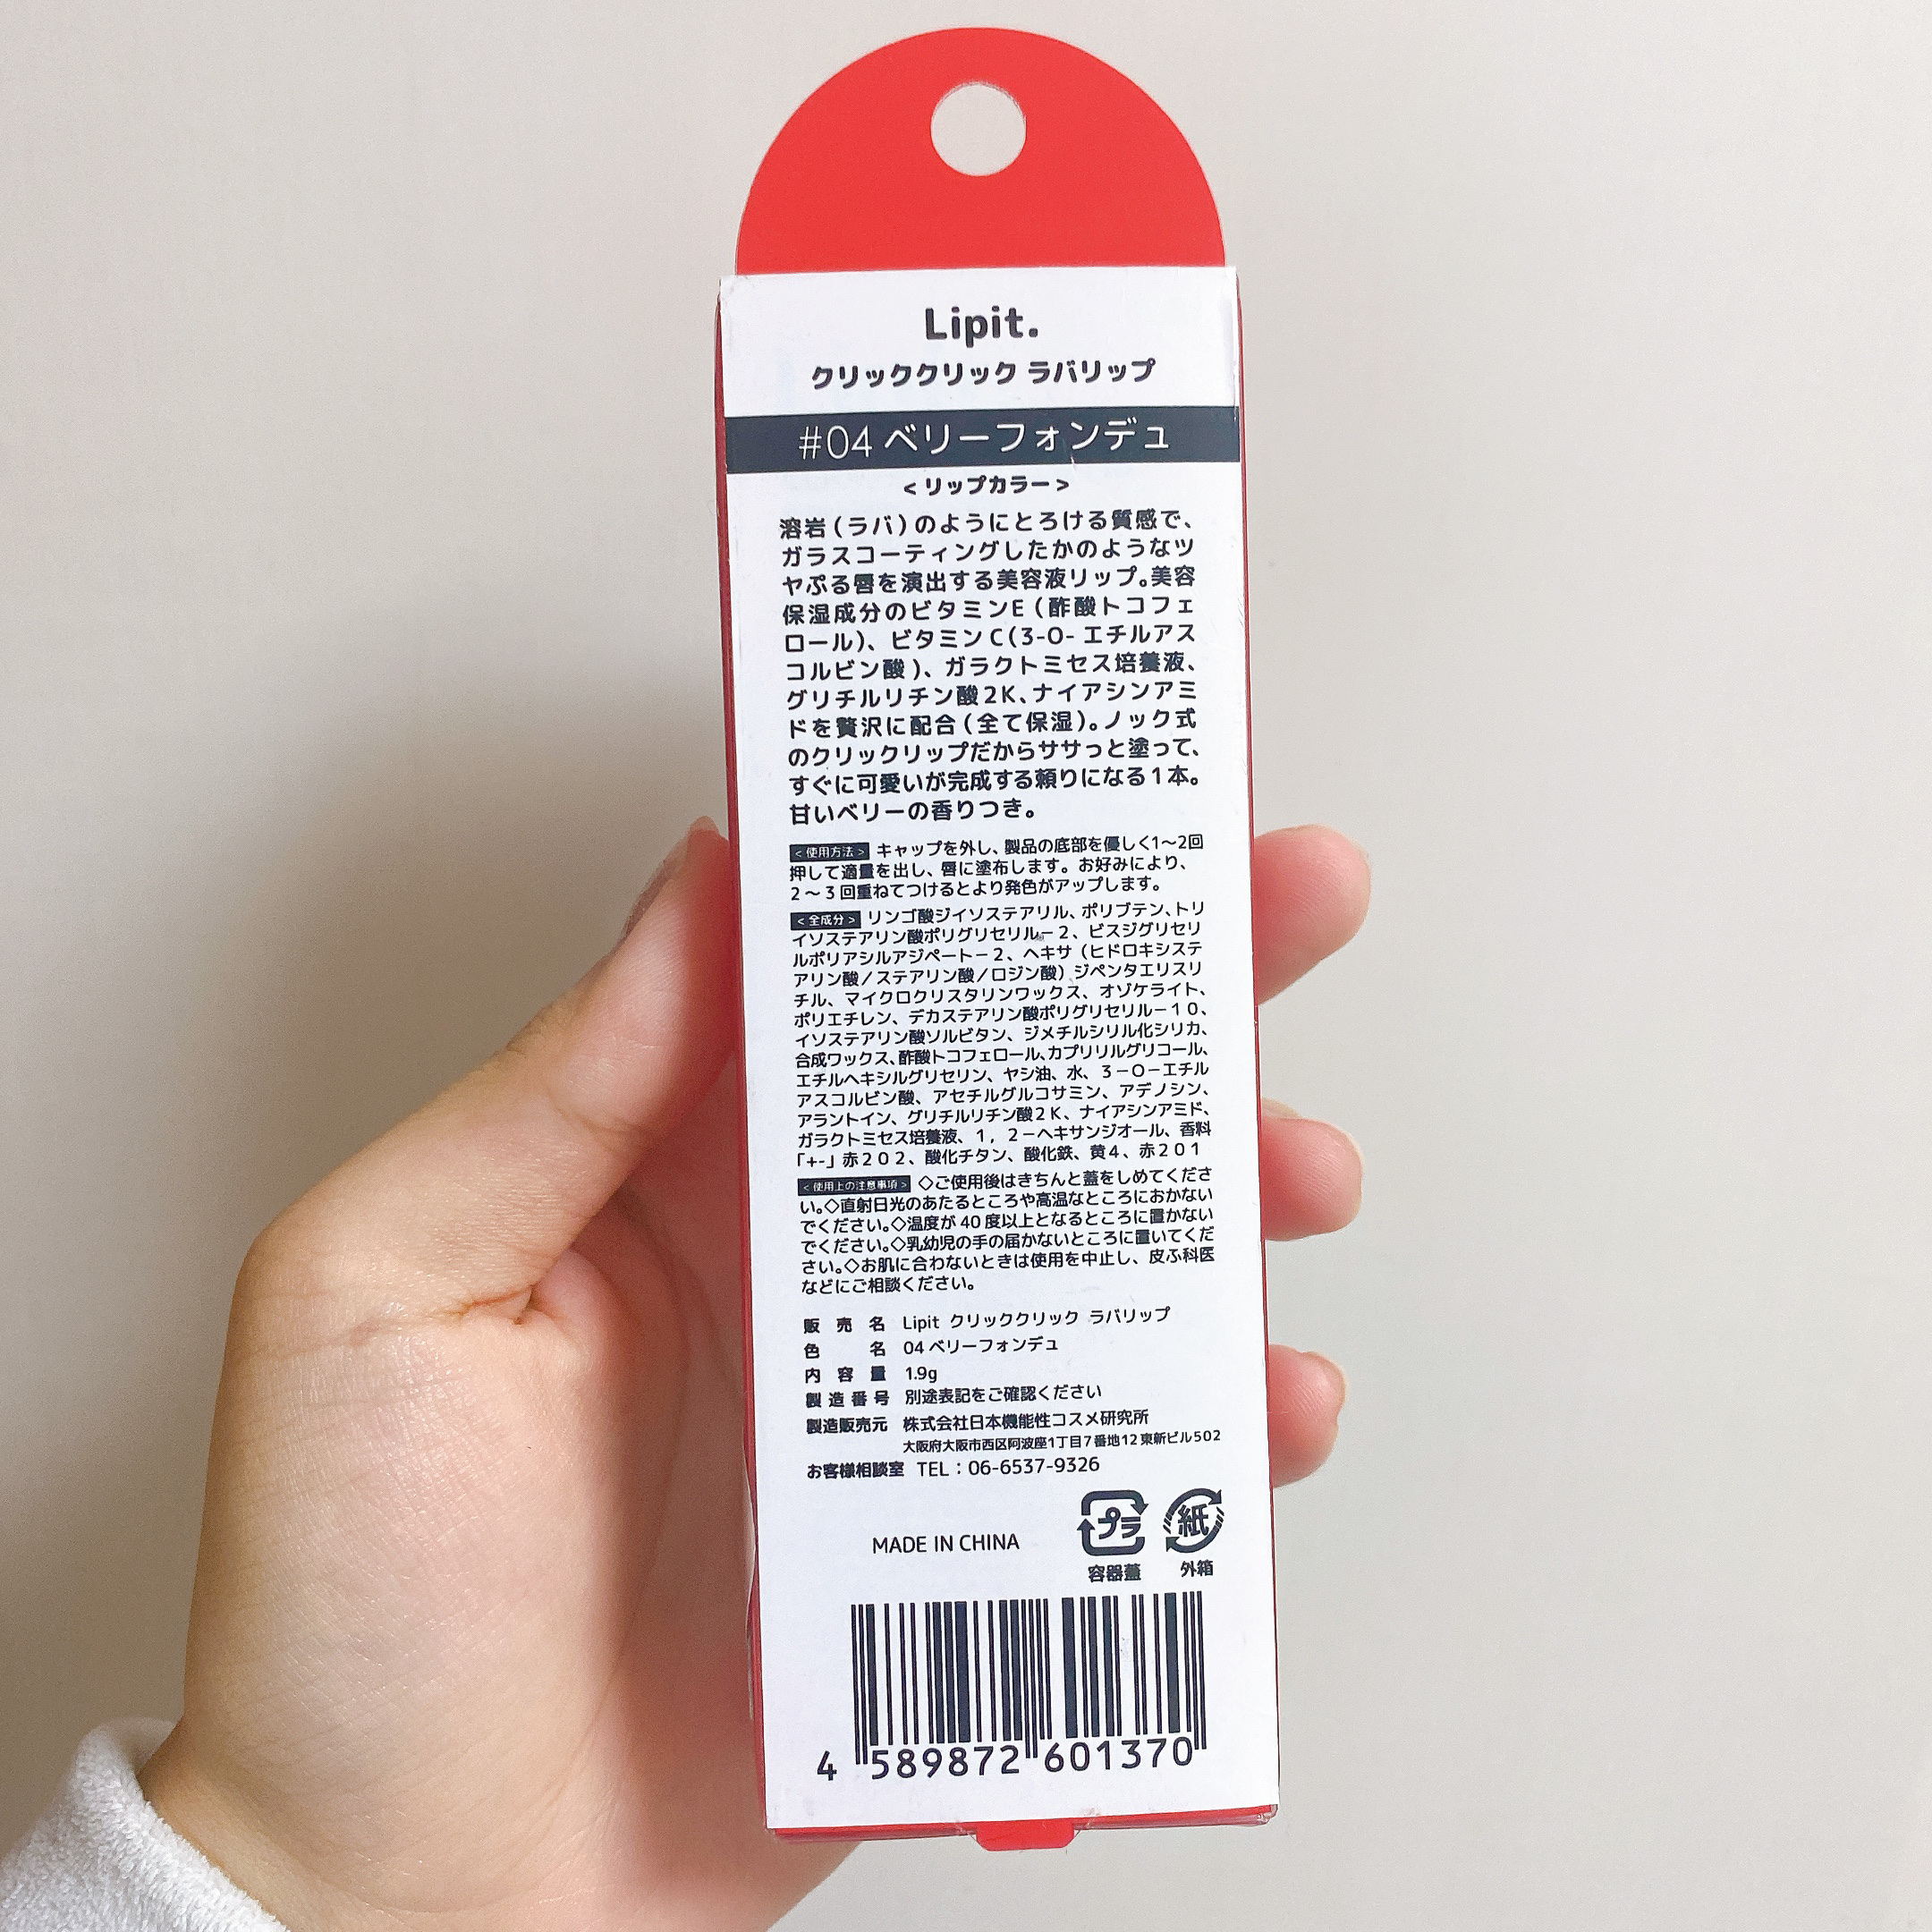 Lipit.
クリッククリック ラバリップ
#04 ベリーフォンデュ
<リップカラー>
溶岩(ラバ)のようにとろける質感で、
ガラスコーティングしたかのようなツ
ヤぷる唇を演出する美容液リップ。美容
保湿成分のビタミンE(酢酸トコフェ
ロール)、ビタミンC(3-O-エチルアス
コルビン酸)、ガラクトミセス培養液、
グリチルリチン酸2K、ナイアシンアミ
ドを贅沢に配合(全て保湿)。ノック式
のクリックリップだからササっと塗って、
すぐに可愛いが完成する頼りになる1本。
甘いベリーの香りつき。
<使用方法> キャップを外し、製品の底部を優しく1〜2回
押して適量を出し、唇に塗布します。お好みにより、
2〜3回重ねてつけるとより発色がアップします。
<全成分> リンゴ酸ジイソステアリル、ポリブテン、トリ
イソステアリン酸ポリグリセリル−2、ビスジグリセリ
ルポリアシルアジペート−2、ヘキサ(ヒドロキシステ
アリン酸/ステアリン酸/ロジン酸)ジペンタエリスリ
チル、マイクロクリスタリンワックス、オゾケライト、
ポリエチレン、デカステアリン酸ポリグリセリル−10、
イソステアリン酸ソルビタン、ジメチルシリル化シリカ、
合成ワックス、酢酸トコフェロール、カプリリルグリコール、
エチルヘキシルグリセリン、ヤシ油、水、3−O−エチル
アスコルビン酸、アセチルグルコサミン、アデノシン、
アラントイン、グリチルリチン酸2K、ナイアシンアミド、
ガラクトミセス培養液、1,2−ヘキサンジオール、香料
「+-」赤202、酸化チタン、酸化鉄、黄4、赤201
<使用上の注意事項> ◇ご使用後はきちんと蓋をしめてくださ
い。◇直射日光のあたるところや高温なところにおかない
でください。◇温度が40度以上となるところに置かない
でください。◇乳幼児の手の届かないところに置いてくだ
さい。◇お肌に合わないときは使用を中止し、皮ふ科医
などにご相談ください。
販売名 Lipit クリッククリック ラバリップ
色名 04 ベリーフォンデュ
内容量 1.9g
製造番号 別途表記をご確認ください
製造販売元 株式会社日本機能性コスメ研究所
大阪府大阪市西区阿波座1丁目7番地12東新ビル502
お客様相談室 TEL:06-6537-9326
MADE IN CHINA
プラ 紙
容器蓋 外箱
4 589872 601370